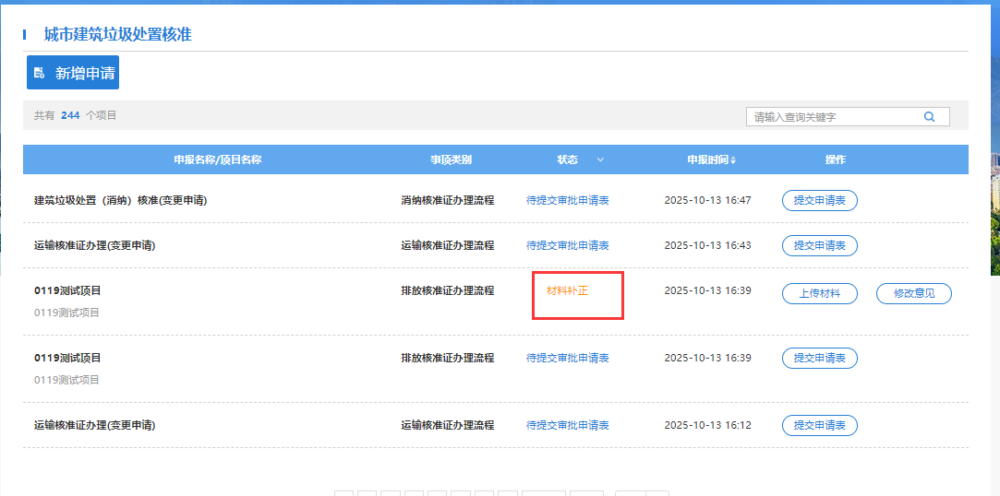 城市建筑垃圾处置核准
新增申请
共有 244 个项目
请输入查询关键字
申报名称/项目名称 事项类别 状态 申报时间 操作
建筑垃圾处置（消纳）核准(变更申请) 消纳核准证办理流程 待提交审批申请表 2025-10-13 16:47 提交申请表
运输核准证办理(变更申请) 运输核准证办理流程 待提交审批申请表 2025-10-13 16:43 提交申请表
0119测试项目 排放核准证办理流程 材料补正 2025-10-13 16:39 上传材料 修改意见
0119测试项目
0119测试项目 排放核准证办理流程 待提交审批申请表 2025-10-13 16:39 提交申请表
0119测试项目
运输核准证办理(变更申请) 运输核准证办理流程 待提交审批申请表 2025-10-13 16:12 提交申请表